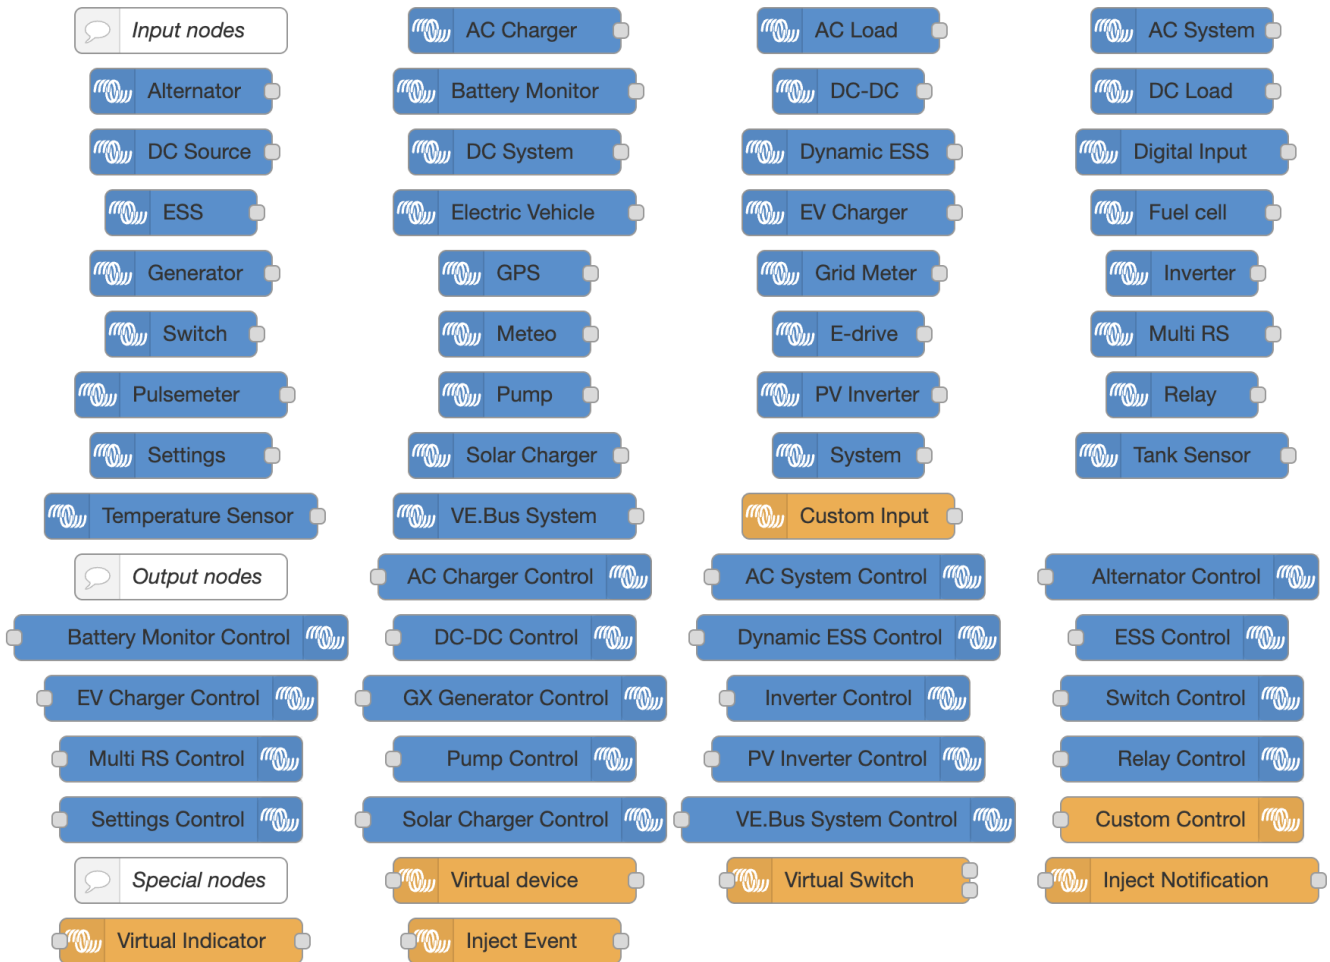 Input nodes
AC Charger
AC Load
AC System
Alternator
Battery Monitor
DC-DC
DC Load
DC Source
DC System
Dynamic ESS
Digital Input
ESS
Electric Vehicle
EV Charger
Fuel cell
Generator
GPS
Grid Meter
Inverter
Switch
Meteo
E-drive
Multi RS
Pulsemeter
Pump
PV Inverter
Relay
Settings
Solar Charger
System
Tank Sensor
Temperature Sensor
VE.Bus System
Custom Input
Output nodes
AC Charger Control
AC System Control
Alternator Control
Battery Monitor Control
DC-DC Control
Dynamic ESS Control
ESS Control
EV Charger Control
GX Generator Control
Inverter Control
Switch Control
Multi RS Control
Pump Control
PV Inverter Control
Relay Control
Settings Control
Solar Charger Control
VE.Bus System Control
Custom Control
Special nodes
Virtual device
Virtual Switch
Inject Notification
Virtual Indicator
Inject Event